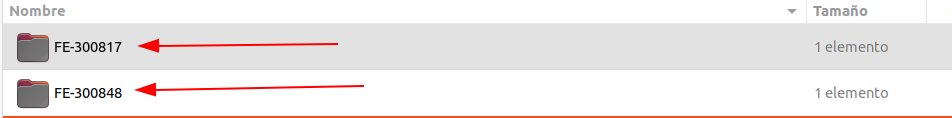 Nombre Tamaño
FE-300817 1 elemento
FE-300848 1 elemento